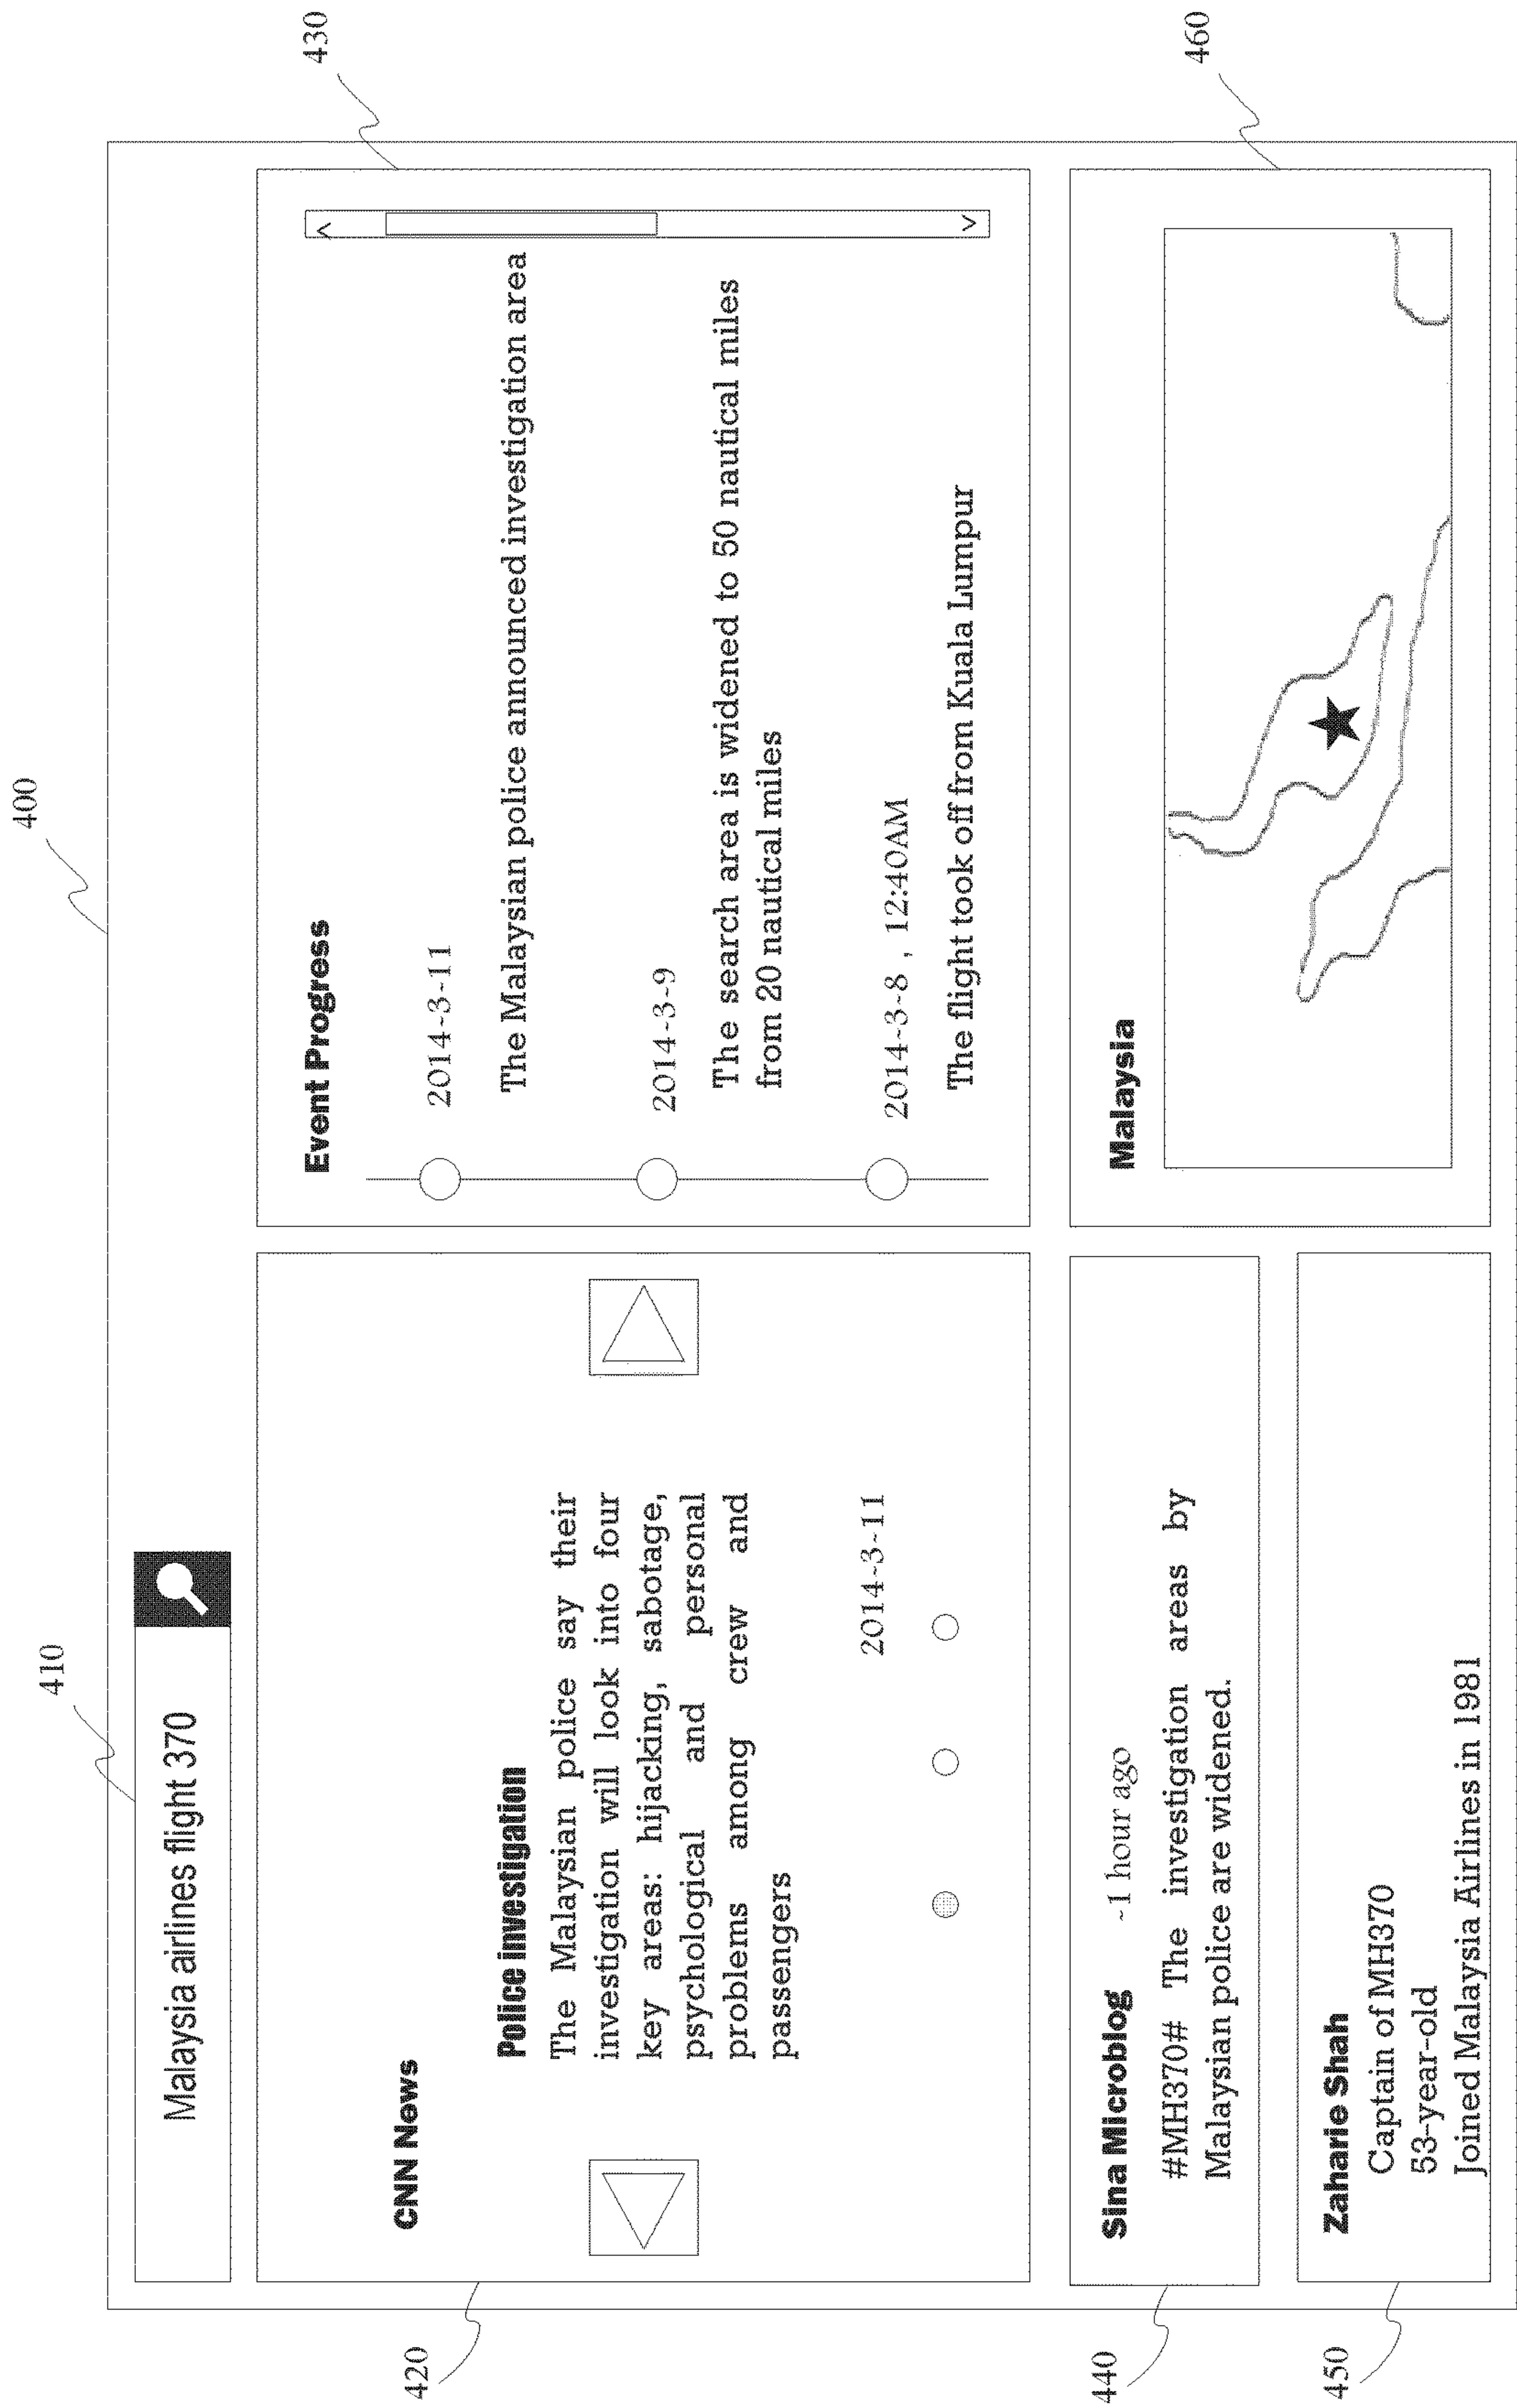 400
410
Malaysia airlines flight 370
420
CNN News
Police investigation
The Malaysian police say their
investigation will look into four
key areas: hijacking, sabotage,
psychological and personal
problems among crew and
passengers
2014-3-11
430
Event Progress
2014-3-11
The Malaysian police announced investigation area
2014-3-9
The search area is widened to 50 nautical miles
from 20 nautical miles
2014-3-8 , 12:40AM
The flight took off from Kuala Lumpur
440
Sina Microblog ~1 hour ago
#MH370# The investigation areas by
Malaysian police are widened.
450
Zaharie Shah
Captain of MH370
53-year-old
Joined Malaysia Airlines in 1981
460
Malaysia